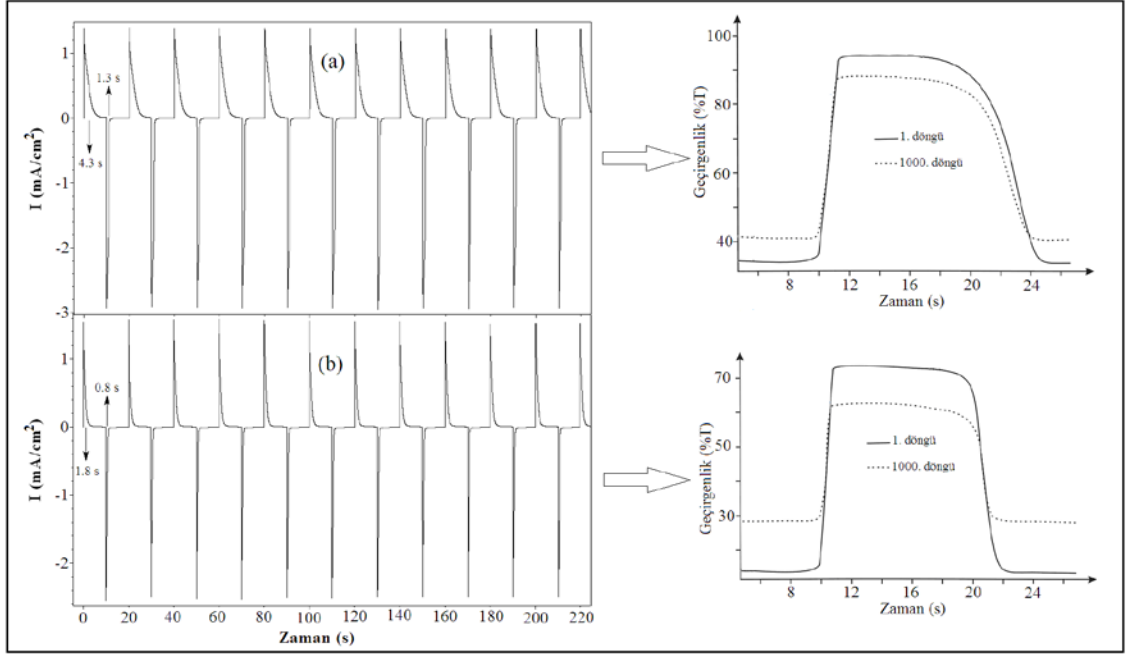 (a)
1.3 s
4.3 s
I (mA/cm²)
1
0
-1
-2
-3
100
80
60
40
Geçirgenlik (%T)
1. döngü
1000. döngü
8 12 16 20 24
Zaman (s)
(b)
0.8 s
1.8 s
I (mA/cm²)
1
0
-1
-2
0 20 40 60 80 100 120 140 160 180 200 220
Zaman (s)
70
50
30
Geçirgenlik (%T)
1. döngü
1000. döngü
8 12 16 20 24
Zaman (s)